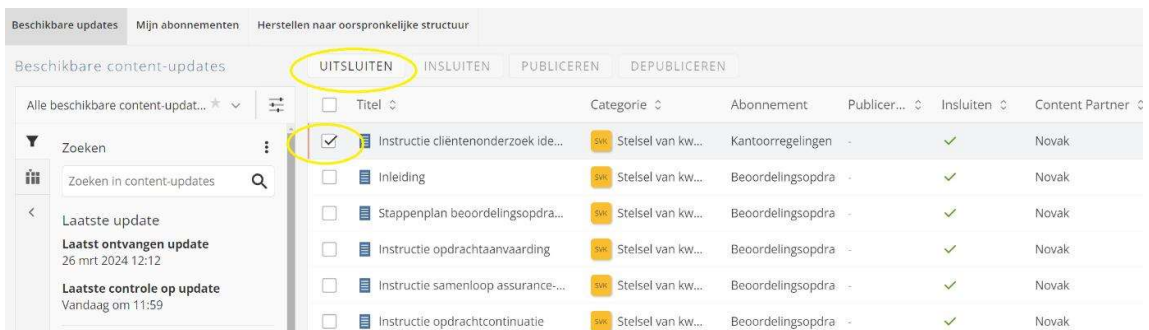 Beschikbare updates Mijn abonnementen Herstellen naar oorspronkelijke structuur
Beschikbare content-updates UITSLUITEN INSLUITEN PUBLICEREN DEPUBLICEREN
Alle beschikbare content-updat... Titel Categorie Abonnement Publicer... Insluiten Content Partner
Zoeken
Zoeken in content-updates
Laatste update
Laatst ontvangen update
26 mrt 2024 12:12
Laatste controle op update
Vandaag om 11:59
Instructie cliëntenonderzoek ide... SVK Stelsel van kw... Kantoorregelingen - Novak
Inleiding SVK Stelsel van kw... Beoordelingsopdra - Novak
Stappenplan beoordelingsopdra... SVK Stelsel van kw... Beoordelingsopdra - Novak
Instructie opdrachtaanvaarding SVK Stelsel van kw... Beoordelingsopdra - Novak
Instructie samenloop assurance-... SVK Stelsel van kw... Beoordelingsopdra - Novak
Instructie opdrachtcontinuatie SVK Stelsel van kw... Beoordelingsopdra - Novak